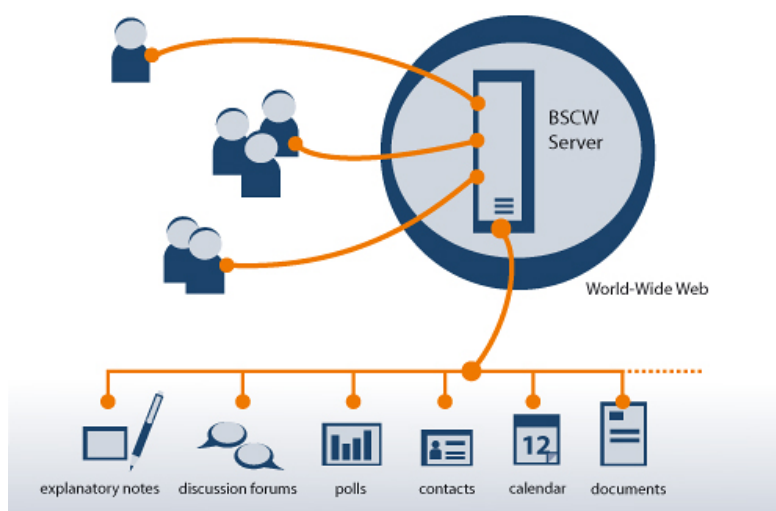 BSCW
Server
World-Wide Web
12
explanatory notes
discussion forums
polls
contacts
calendar
documents